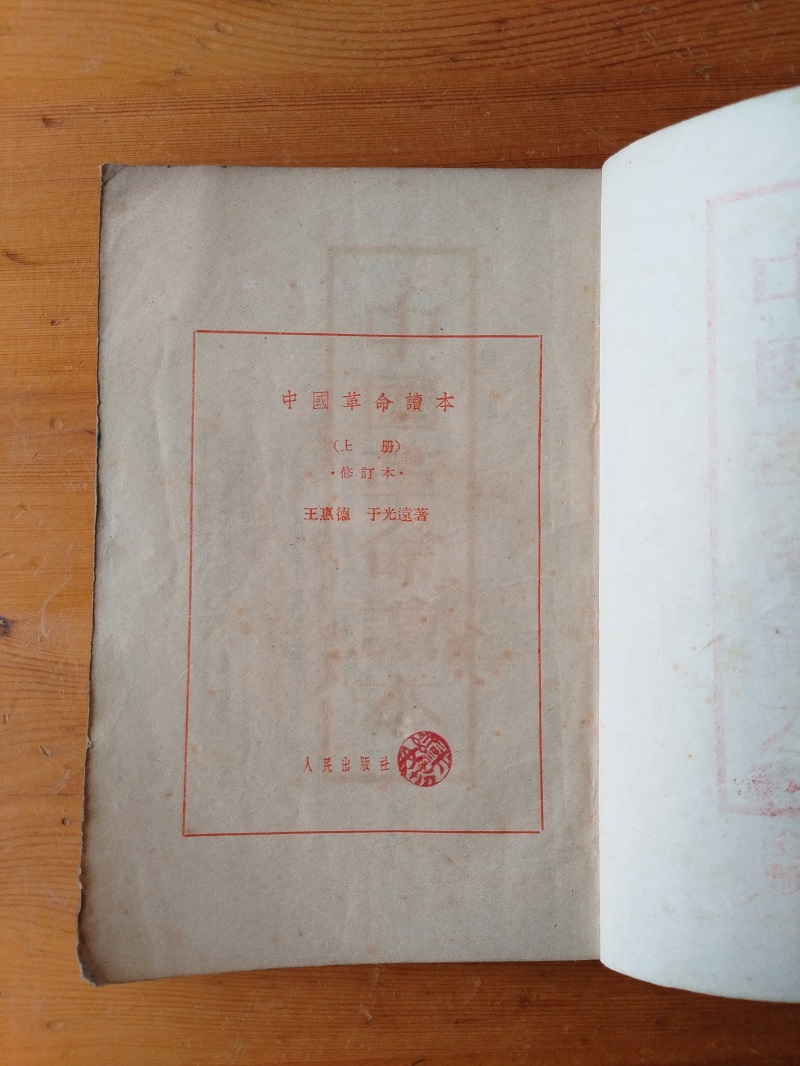 中國革命讀本
(上 册)
·修訂本·
王惠德 于光遠著
人民出版社